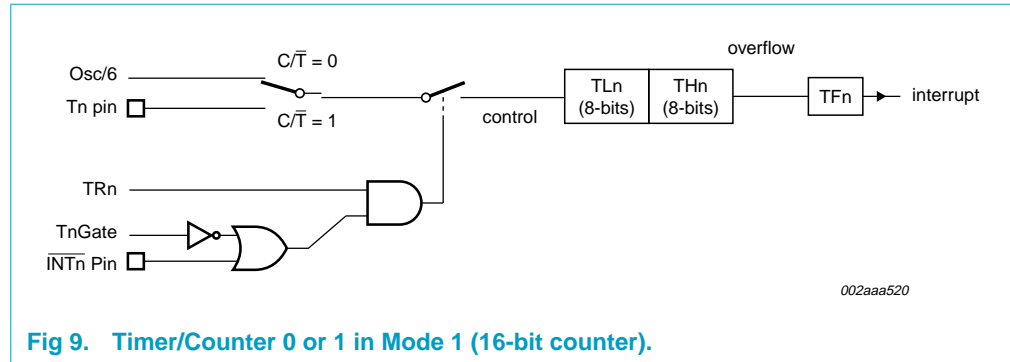 overflow
C/T̅ = 0
Osc/6
Tn pin
C/T̅ = 1
control
TLn
(8-bits)
THn
(8-bits)
TFn
interrupt
TRn
TnGate
I̅N̅T̅n̅ Pin
002aaa520
Fig 9. Timer/Counter 0 or 1 in Mode 1 (16-bit counter).